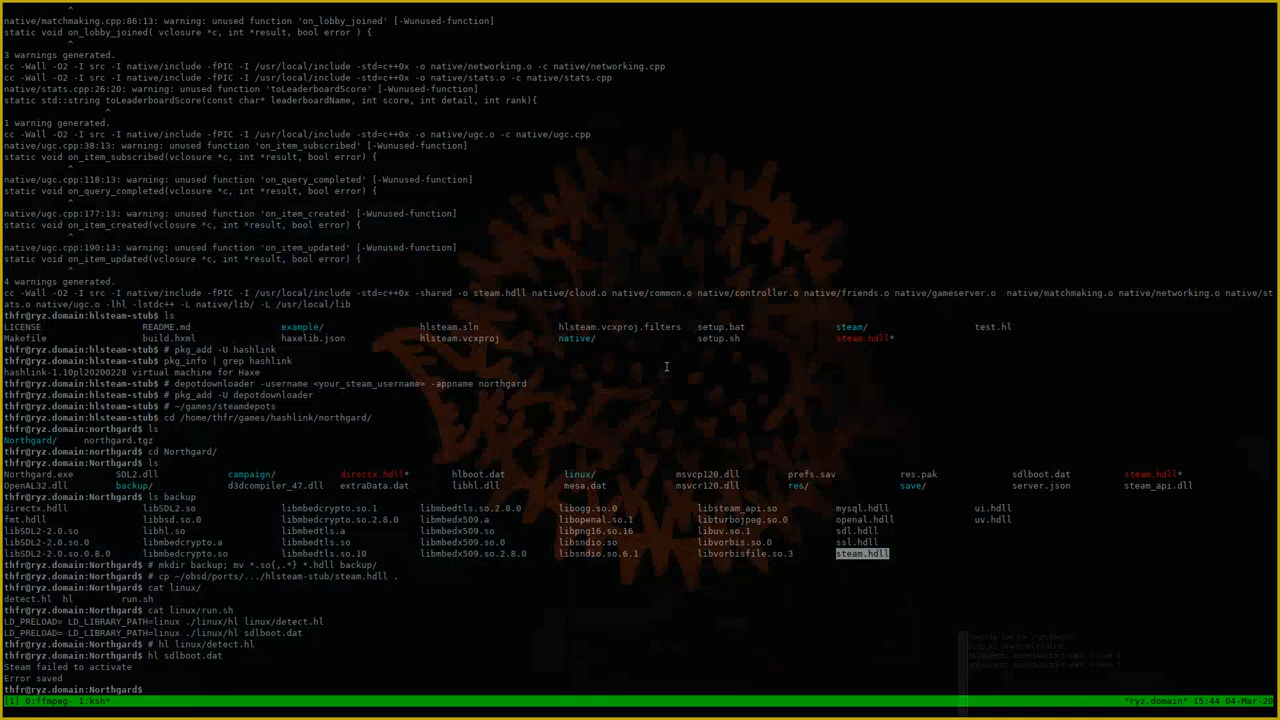 ^
native/matchmaking.cpp:86:13: warning: unused function 'on_lobby_joined' [-Wunused-function]
static void on_lobby_joined( vclosure *c, int *result, bool error ) {
^
3 warnings generated.
cc -Wall -O2 -I src -I native/include -fPIC -I /usr/local/include -std=c++0x -o native/networking.o -c native/networking.cpp
cc -Wall -O2 -I src -I native/include -fPIC -I /usr/local/include -std=c++0x -o native/stats.o -c native/stats.cpp
native/stats.cpp:26:20: warning: unused function 'toLeaderboardScore' [-Wunused-function]
static std::string toLeaderboardScore(const char* leaderboardName, int score, int detail, int rank){
^
1 warning generated.
cc -Wall -O2 -I src -I native/include -fPIC -I /usr/local/include -std=c++0x -o native/ugc.o -c native/ugc.cpp
native/ugc.cpp:38:13: warning: unused function 'on_item_subscribed' [-Wunused-function]
static void on_item_subscribed(vclosure *c, int *result, bool error) {
^
native/ugc.cpp:118:13: warning: unused function 'on_query_completed' [-Wunused-function]
static void on_query_completed(vclosure *c, int *result, bool error) {
^
native/ugc.cpp:177:13: warning: unused function 'on_item_created' [-Wunused-function]
static void on_item_created(vclosure *c, int *result, bool error) {
^
native/ugc.cpp:190:13: warning: unused function 'on_item_updated' [-Wunused-function]
static void on_item_updated(vclosure *c, int *result, bool error) {
^
4 warnings generated.
cc -Wall -O2 -I src -I native/include -fPIC -I /usr/local/include -std=c++0x -shared -o steam.hdll native/cloud.o native/common.o native/controller.o native/friends.o native/gameserver.o  native/matchmaking.o native/networking.o native/st
ats.o native/ugc.o -lhl -lstdc++ -L native/lib/ -L /usr/local/lib
thfr@ryz.domain:hlsteam-stub$ ls
LICENSE README.md example/ hlsteam.sln hlsteam.vcxproj.filters setup.bat steam/ test.hl
Makefile build.hxml haxelib.json hlsteam.vcxproj native/ setup.sh steam.hdll*
thfr@ryz.domain:hlsteam-stub$ # pkg_add -U hashlink
thfr@ryz.domain:hlsteam-stub$ pkg_info | grep hashlink
hashlink-1.10pl20200228 virtual machine for Haxe
thfr@ryz.domain:hlsteam-stub$ # depotdownloader -username <your_steam_username> -appname northgard
thfr@ryz.domain:hlsteam-stub$ # pkg_add -U depotdownloader
thfr@ryz.domain:hlsteam-stub$ # ~/games/steamdepots
thfr@ryz.domain:hlsteam-stub$ cd /home/thfr/games/hashlink/northgard/
thfr@ryz.domain:northgard$ ls
Northgard/ northgard.tgz
thfr@ryz.domain:northgard$ cd Northgard/
thfr@ryz.domain:Northgard$ ls
Northgard.exe SDL2.dll campaign/ directx.hdll* hlboot.dat linux/ msvcp120.dll prefs.sav res.pak sdlboot.dat steam.hdll*
OpenAL32.dll backup/ d3dcompiler_47.dll extraData.dat libhl.dll mesa.dat msvcr120.dll res/ save/ server.json steam_api.dll
thfr@ryz.domain:Northgard$ ls backup
directx.hdll libSDL2.so libmbedcrypto.so.1 libmbedtls.so.2.8.0 libogg.so.0 libsteam_api.so mysql.hdll ui.hdll
fmt.hdll libbsd.so.0 libmbedcrypto.so.2.8.0 libmbedx509.a libopenal.so.1 libturbojpeg.so.0 openal.hdll uv.hdll
libSDL2-2.0.so libhl.so libmbedtls.a libmbedx509.so libpng16.so.16 libuv.so.1 sdl.hdll
libSDL2-2.0.so.0 libmbedcrypto.a libmbedtls.so libmbedx509.so.0 libsndio.so libvorbis.so.0 ssl.hdll
libSDL2-2.0.so.0.8.0 libmbedcrypto.so libmbedtls.so.10 libmbedx509.so.2.8.0 libsndio.so.6.1 libvorbisfile.so.3 steam.hdll
thfr@ryz.domain:Northgard$ # mkdir backup; mv *.so{,.*} *.hdll backup/
thfr@ryz.domain:Northgard$ # cp ~/obsd/ports/.../hlsteam-stub/steam.hdll .
thfr@ryz.domain:Northgard$ cat linux/
detect.hl hl run.sh
thfr@ryz.domain:Northgard$ cat linux/run.sh
LD_PRELOAD= LD_LIBRARY_PATH=linux ./linux/hl linux/detect.hl
LD_PRELOAD= LD_LIBRARY_PATH=linux ./linux/hl sdlboot.dat
thfr@ryz.domain:Northgard$ # hl linux/detect.hl
thfr@ryz.domain:Northgard$ hl sdlboot.dat
Steam failed to activate
Error saved
thfr@ryz.domain:Northgard$
[1] 0:ffmpeg- 1:ksh* "ryz.domain" 15:44 04-Mar-20